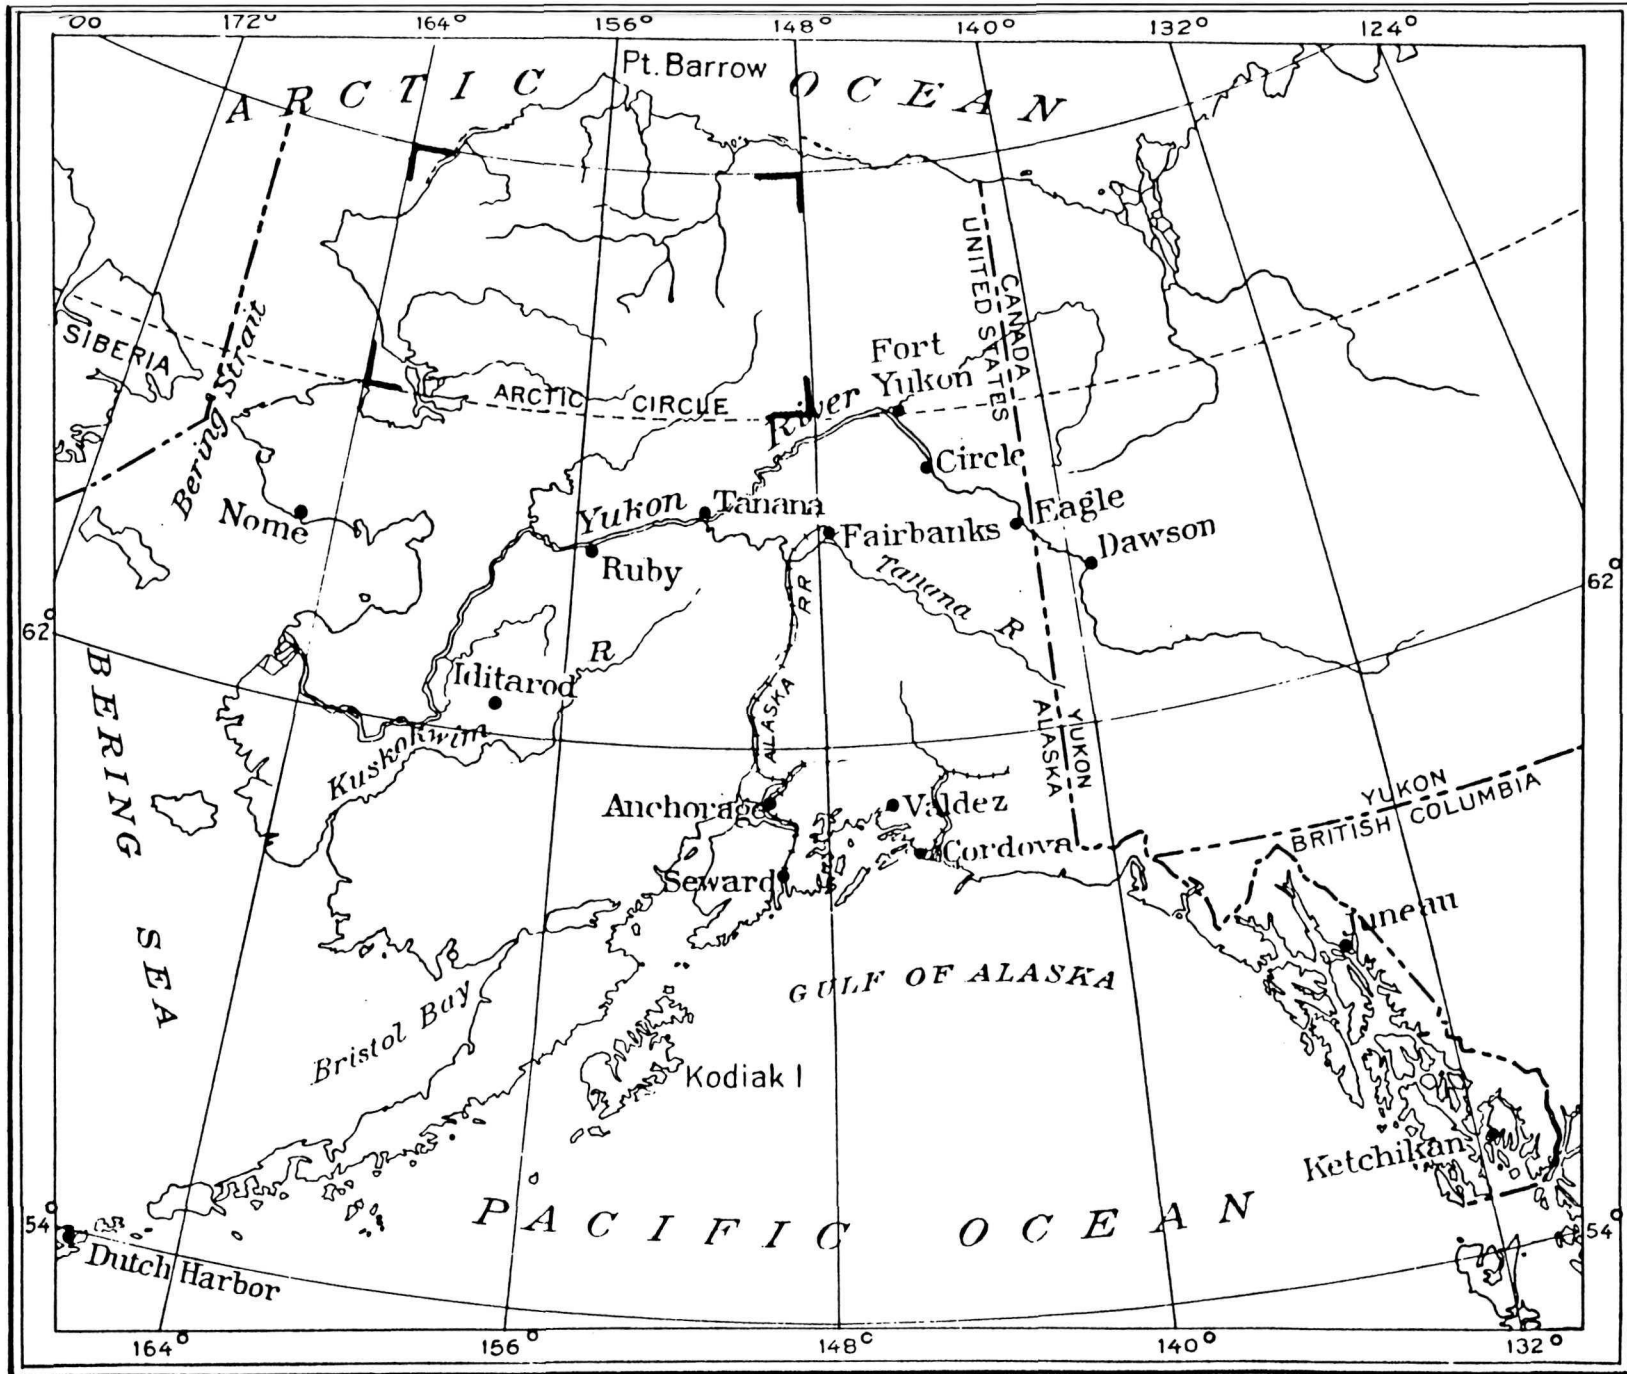 00 172° 164° 156° 148° 140° 132° 124°
Pt. Barrow
ARCTIC OCEAN
UNITED STATES
CANADA
SIBERIA
Bering Strait
ARCTIC CIRCLE
Fort
Yukon
Yukon River
Circle
Nome
Tanana
Eagle
Fairbanks
Dawson
Ruby
Tanana R
62° 62°
ALASKA RR
Iditarod
Kuskokwim R
BERING SEA
ALASKA
YUKON
YUKON
BRITISH COLUMBIA
Anchorage
Valdez
Cordova
Seward
Juneau
GULF OF ALASKA
Bristol Bay
Kodiak I
Ketchikan
PACIFIC OCEAN
54° 54°
Dutch Harbor
164° 156° 148° 140° 132°